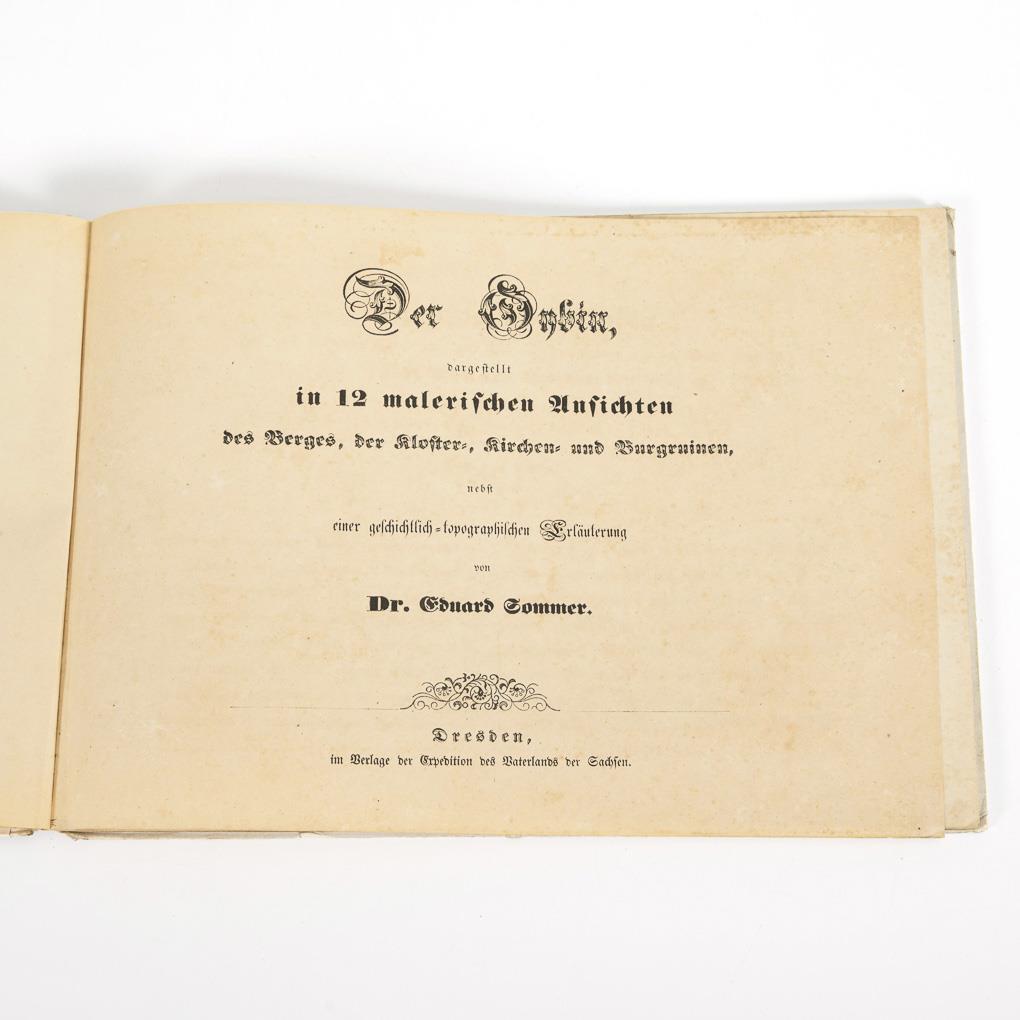 Der Oybin,
dargestellt
in 12 malerischen Ansichten
des Berges, der Kloster-, Kirchen- und Burgruinen,
nebst
einer geschichtlich-topographischen Erläuterung
von
Dr. Eduard Sommer.
Dresden,
im Verlage der Expedition des Vaterlands der Sachsen.